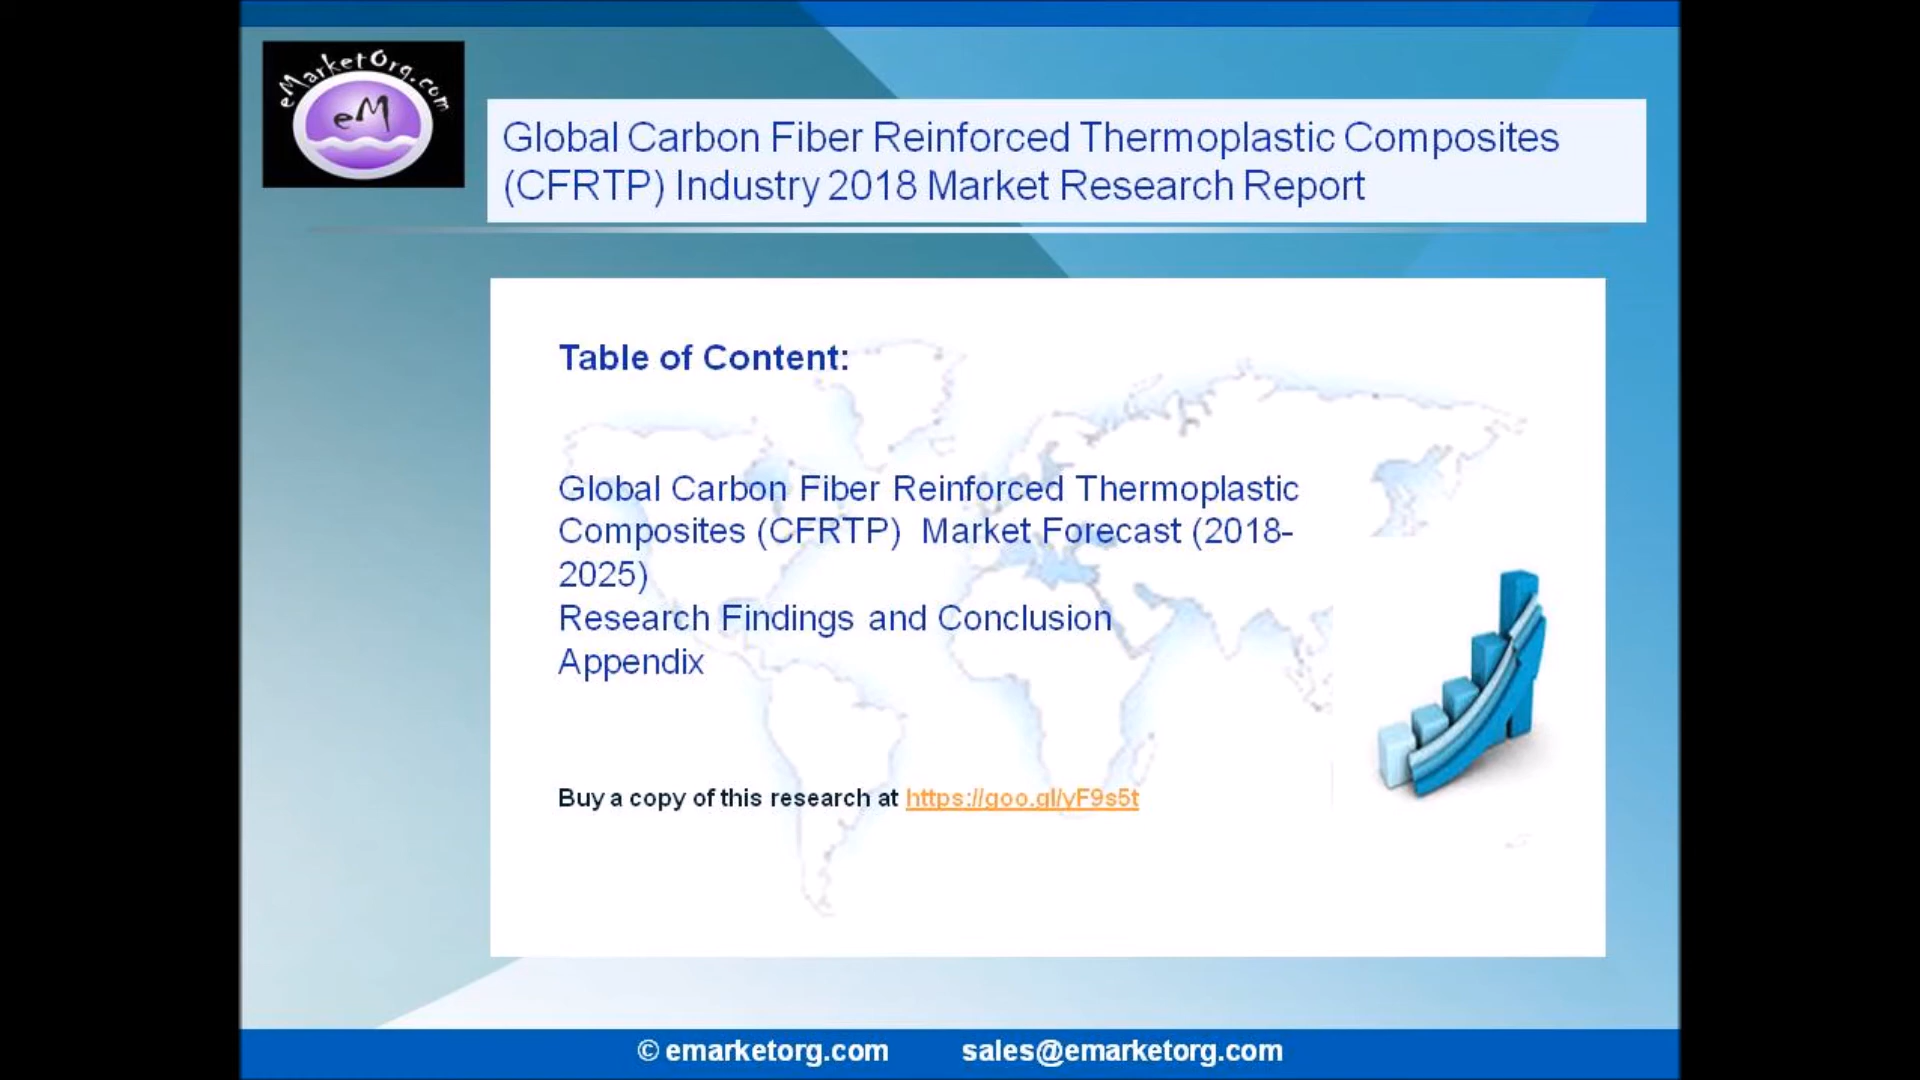 eMarketOrg.com
eM
Global Carbon Fiber Reinforced Thermoplastic Composites
(CFRTP) Industry 2018 Market Research Report
Table of Content:
Global Carbon Fiber Reinforced Thermoplastic
Composites (CFRTP) Market Forecast (2018-
2025)
Research Findings and Conclusion
Appendix
Buy a copy of this research at https://goo.gl/yF9s5t
© emarketorg.com sales@emarketorg.com